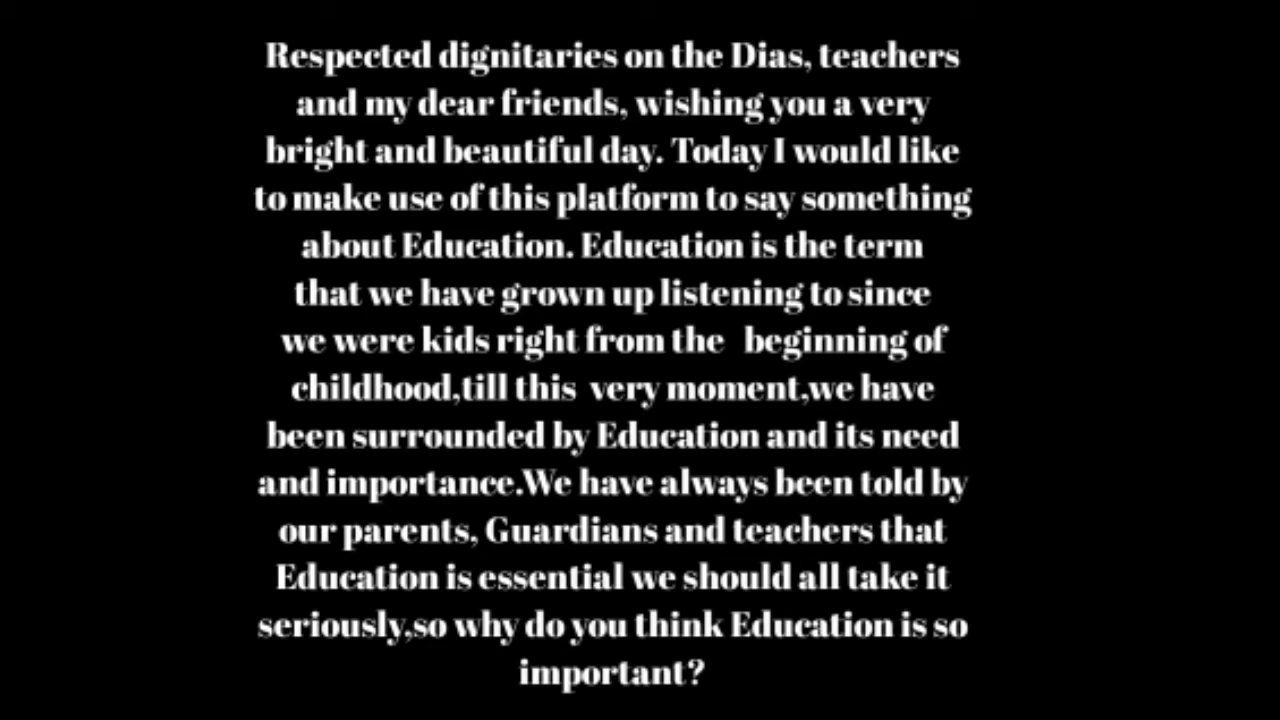 Respected dignitaries on the Dias, teachers
and my dear friends, wishing you a very
bright and beautiful day. Today I would like
to make use of this platform to say something
about Education. Education is the term
that we have grown up listening to since
we were kids right from the  beginning of
childhood,till this  very moment,we have
been surrounded by Education and its need
and importance.We have always been told by
our parents, Guardians and teachers that
Education is essential we should all take it
seriously,so why do you think Education is so
important?